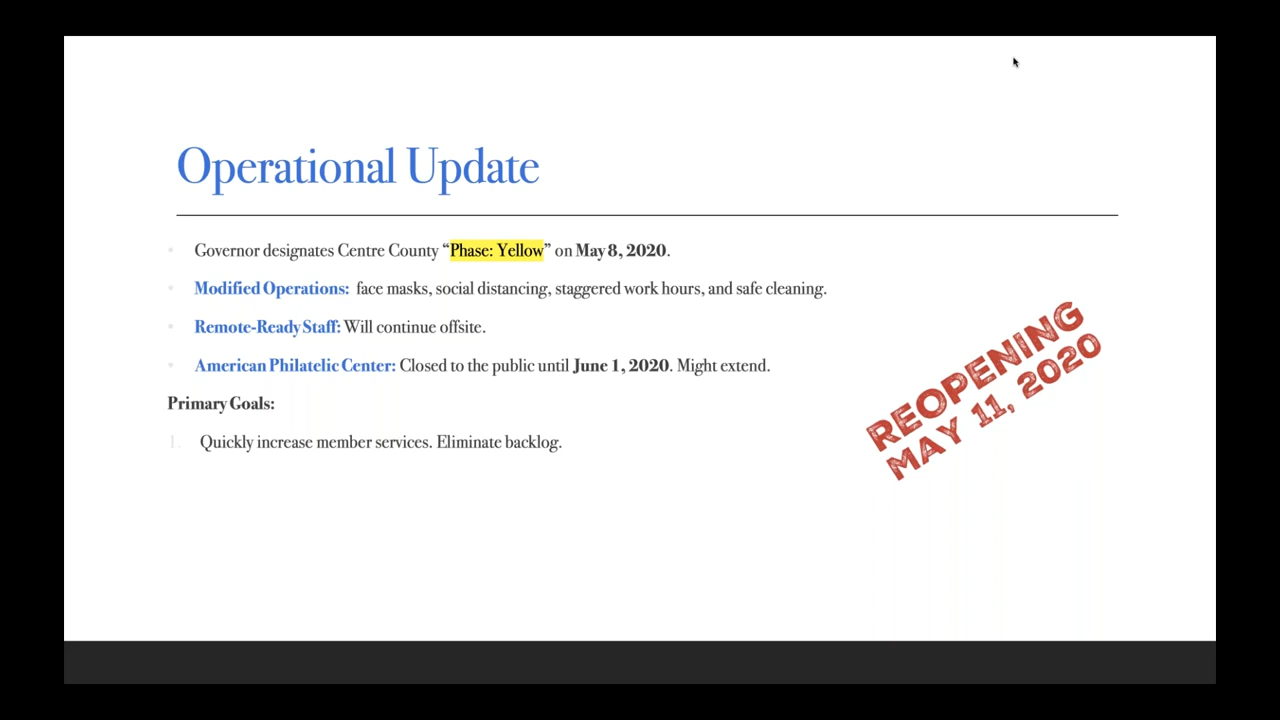 Operational Update
• Governor designates Centre County “Phase: Yellow” on May 8, 2020.
• Modified Operations: face masks, social distancing, staggered work hours, and safe cleaning.
• Remote-Ready Staff: Will continue offsite.
• American Philatelic Center: Closed to the public until June 1, 2020. Might extend.
Primary Goals:
1. Quickly increase member services. Eliminate backlog.
REOPENING
MAY 11, 2020